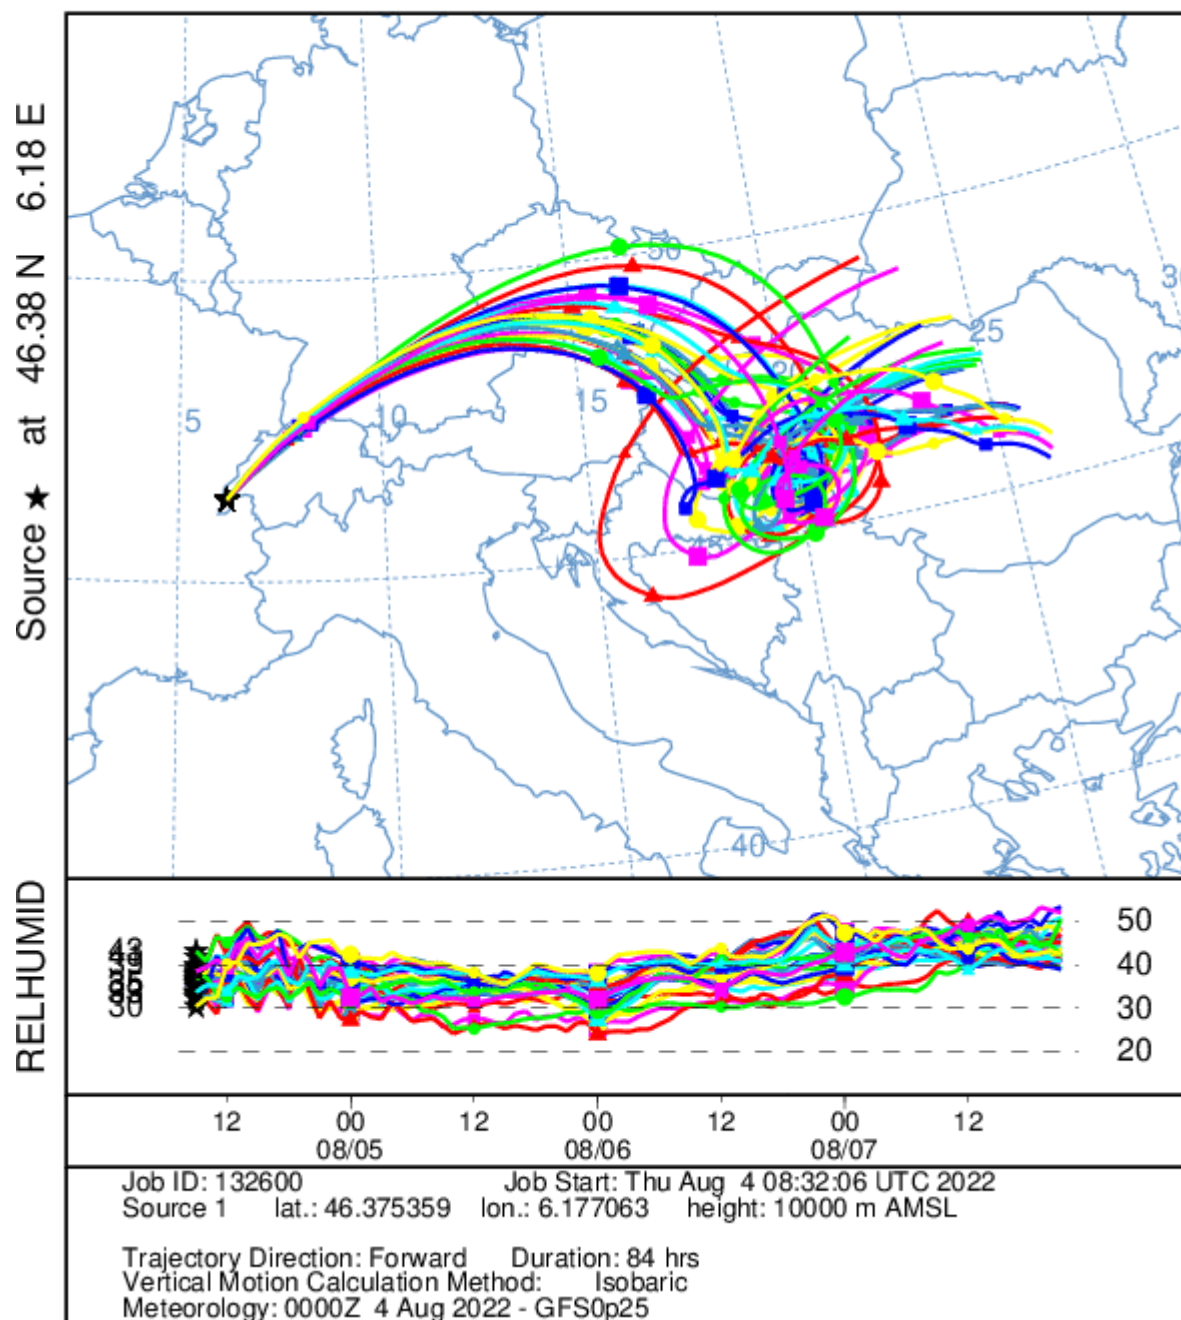 Source ★ at 46.38 N 6.18 E
50
30
25
20
5
10
15
45
40
RELHUMID
50
40
30
20
30
12 00 12 00 12 00 12
08/05 08/06 08/07
Job ID: 132600 Job Start: Thu Aug 4 08:32:06 UTC 2022
Source 1 lat.: 46.375359 lon.: 6.177063 height: 10000 m AMSL
Trajectory Direction: Forward Duration: 84 hrs
Vertical Motion Calculation Method: Isobaric
Meteorology: 0000Z 4 Aug 2022 - GFS0p25